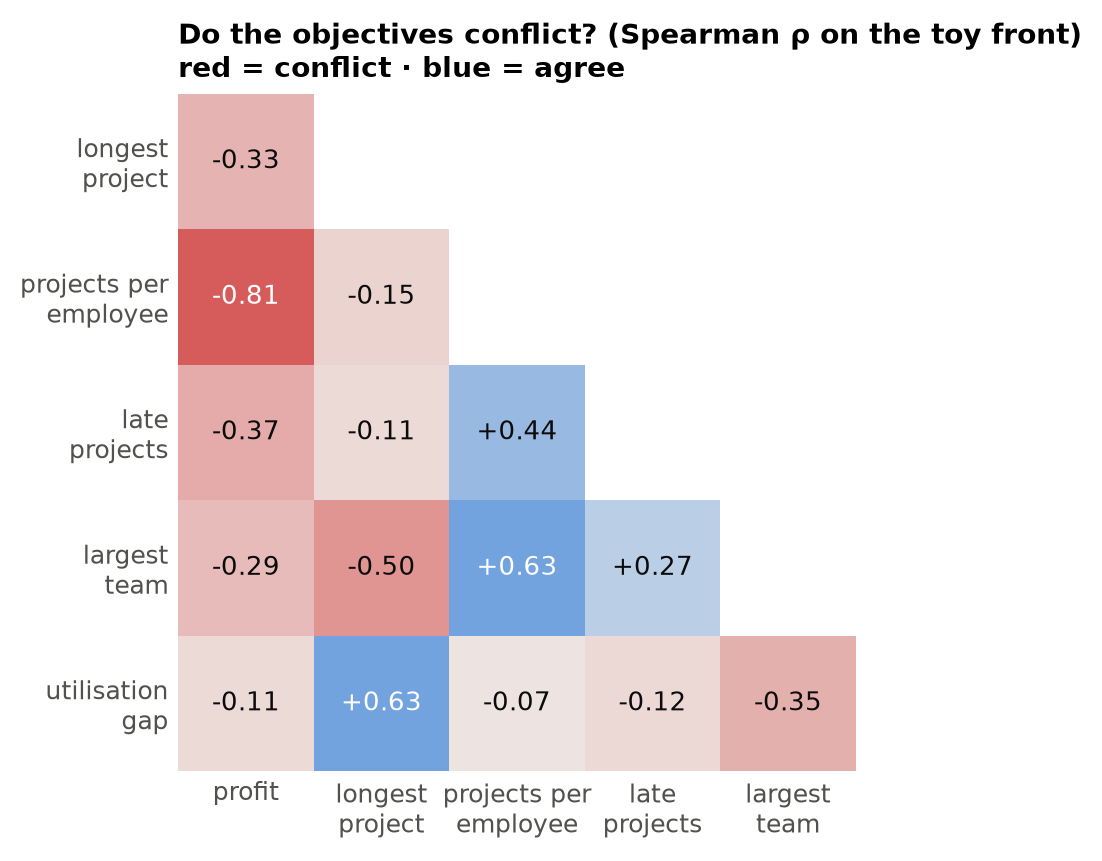 Do the objectives conflict? (Spearman ρ on the toy front)
red = conflict · blue = agree
longest
project
-0.33
projects per
employee
-0.81 -0.15
late
projects
-0.37 -0.11 +0.44
largest
team
-0.29 -0.50 +0.63 +0.27
utilisation
gap
-0.11 +0.63 -0.07 -0.12 -0.35
profit
longest
project
projects per
employee
late
projects
largest
team